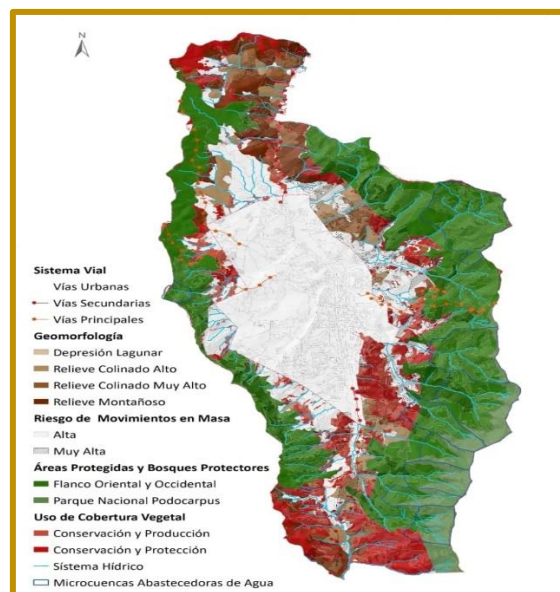 N
Sistema Vial
Vías Urbanas
Vías Secundarias
Vías Principales
Geomorfología
Depresión Lagunar
Relieve Colinado Alto
Relieve Colinado Muy Alto
Relieve Montañoso
Riesgo de Movimientos en Masa
Alta
Muy Alta
Áreas Protegidas y Bosques Protectores
Flanco Oriental y Occidental
Parque Nacional Podocarpus
Uso de Cobertura Vegetal
Conservación y Producción
Conservación y Protección
Sístema Hídrico
Microcuencas Abastecedoras de Agua